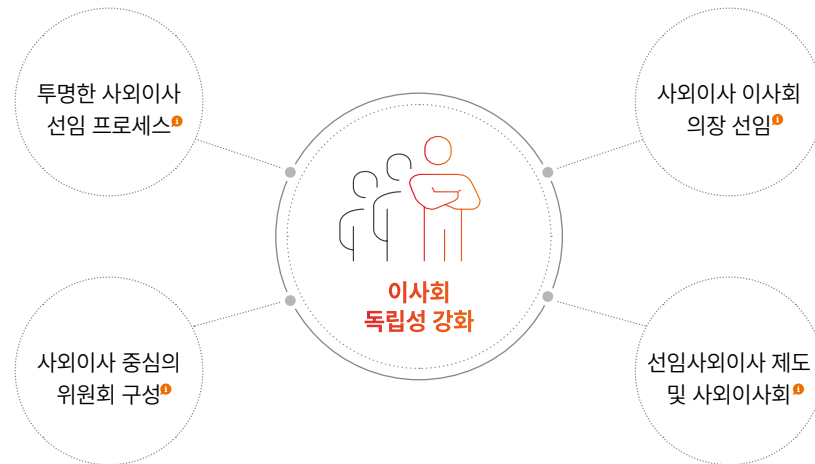 투명한 사외이사
선임 프로세스
사외이사 이사회
의장 선임
이사회
독립성 강화
사외이사 중심의
위원회 구성
선임사외이사 제도
및 사외이사회